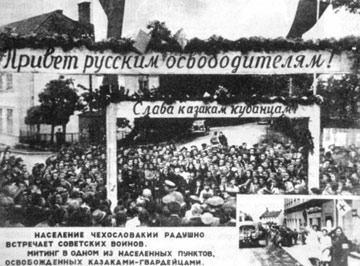 Привет русским освободителям!
Слава казакам кубанцам!
НАСЕЛЕНИЕ ЧЕХОСЛОВАКИИ РАДУШНО
ВСТРЕЧАЕТ СОВЕТСКИХ ВОИНОВ.
МИТИНГ В ОДНОМ ИЗ НАСЕЛЕННЫХ ПУНКТОВ,
ОСВОБОЖДЕННЫХ КАЗАКАМИ-ГВАРДЕЙЦАМИ.